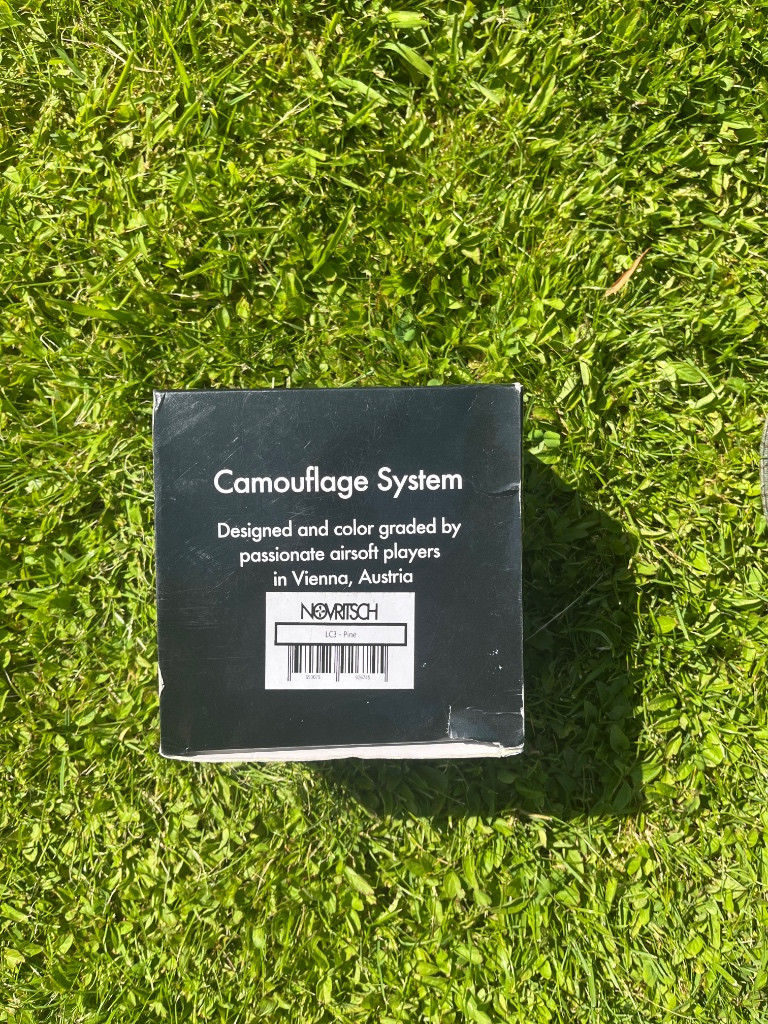 Camouflage System
Designed and color graded by
passionate airsoft players
in Vienna, Austria
NOVRITSCH
LC3 - Pine